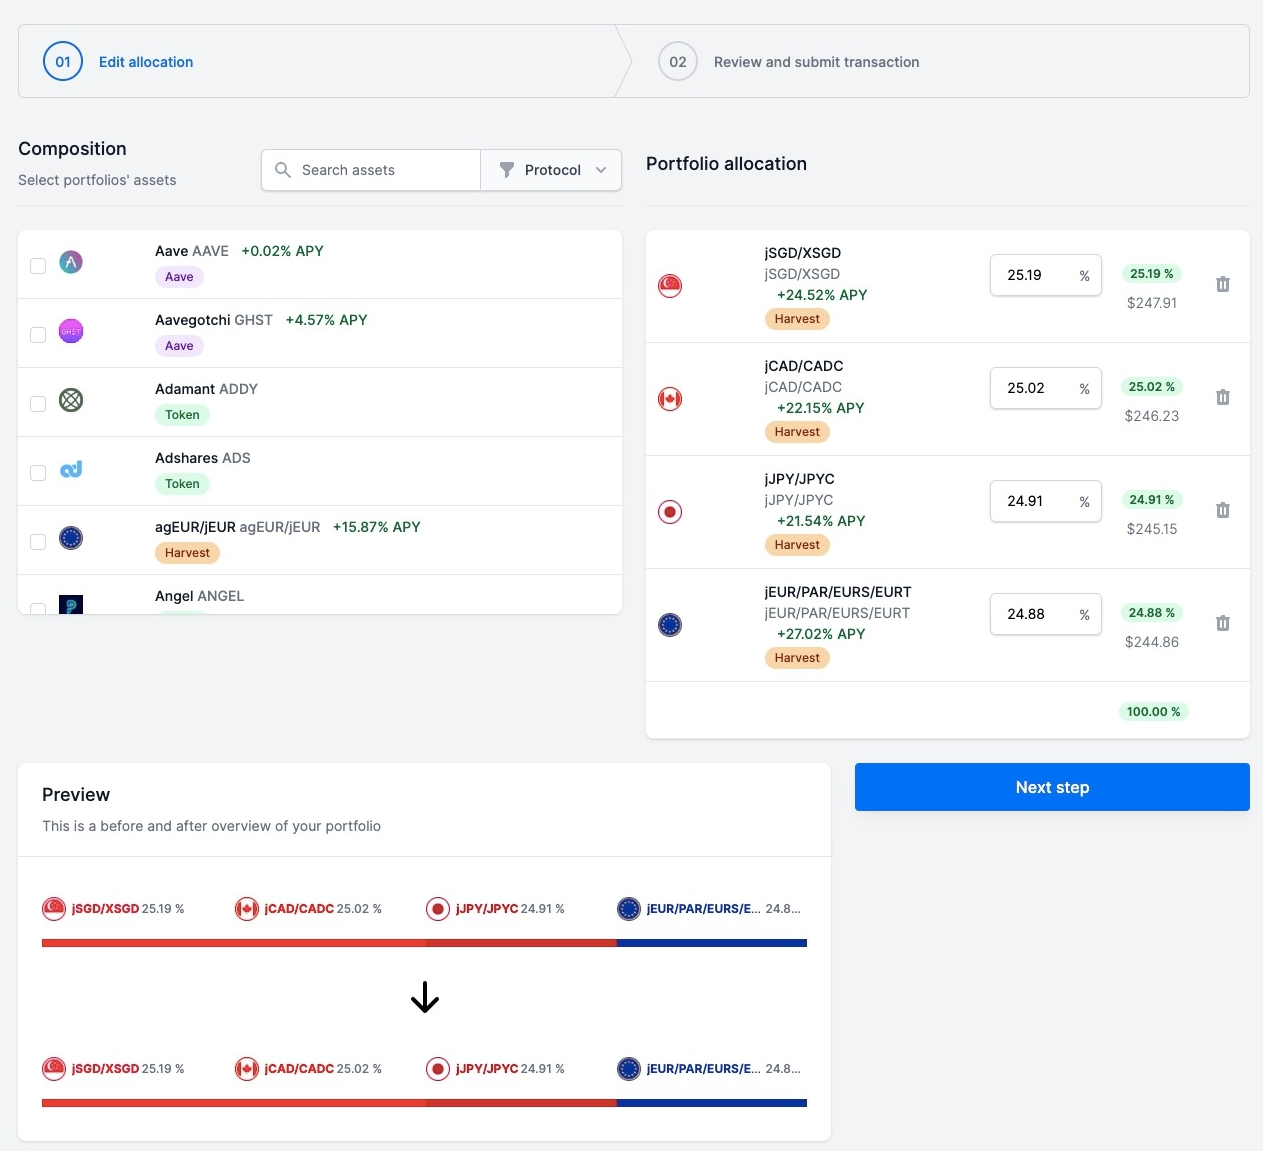 01 Edit allocation
02 Review and submit transaction
Composition
Select portfolios' assets
Search assets
Protocol
Aave AAVE +0.02% APY
Aave
Aavegotchi GHST +4.57% APY
GHST
Aave
Adamant ADDY
Token
Adshares ADS
Token
agEUR/jEUR agEUR/jEUR +15.87% APY
Harvest
Angel ANGEL
Portfolio allocation
jSGD/XSGD
jSGD/XSGD
+24.52% APY
Harvest
25.19 %
25.19 %
$247.91
jCAD/CADC
jCAD/CADC
+22.15% APY
Harvest
25.02 %
25.02 %
$246.23
jJPY/JPYC
jJPY/JPYC
+21.54% APY
Harvest
24.91 %
24.91 %
$245.15
jEUR/PAR/EURS/EURT
jEUR/PAR/EURS/EURT
+27.02% APY
Harvest
24.88 %
24.88 %
$244.86
100.00 %
Preview
This is a before and after overview of your portfolio
jSGD/XSGD 25.19 % jCAD/CADC 25.02 % jJPY/JPYC 24.91 % jEUR/PAR/EURS/E... 24.8...
jSGD/XSGD 25.19 % jCAD/CADC 25.02 % jJPY/JPYC 24.91 % jEUR/PAR/EURS/E... 24.8...
Next step